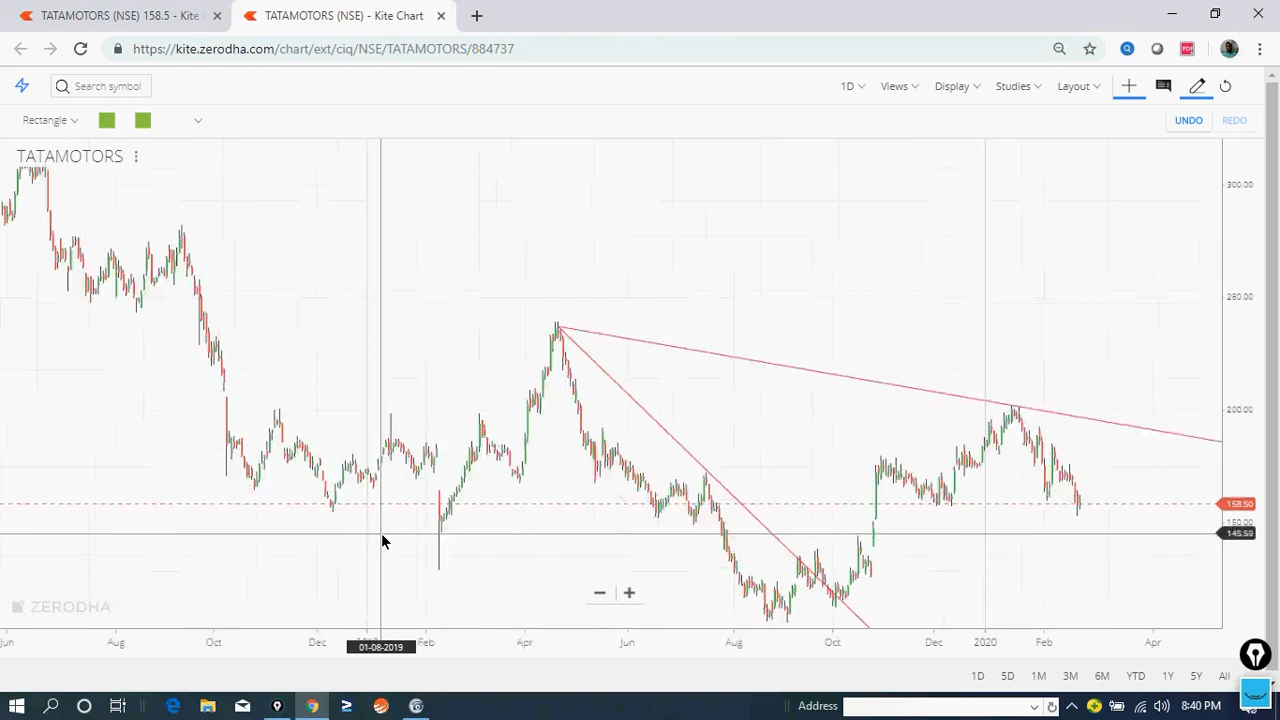 TATAMOTORS (NSE) 158.5 - Kite
TATAMOTORS (NSE) - Kite Chart
https://kite.zerodha.com/chart/ext/ciq/NSE/TATAMOTORS/884737
Search symbol
1D
Views
Display
Studies
Layout
Rectangle
UNDO
REDO
TATAMOTORS
300.00
250.00
200.00
158.50
150.00
145.59
ZERODHA
Jun
Aug
Oct
Dec
Feb
Apr
Jun
Aug
Oct
Dec
2020
Feb
Apr
01-08-2019
1D
5D
1M
3M
6M
YTD
1Y
5Y
Address
8:40 PM